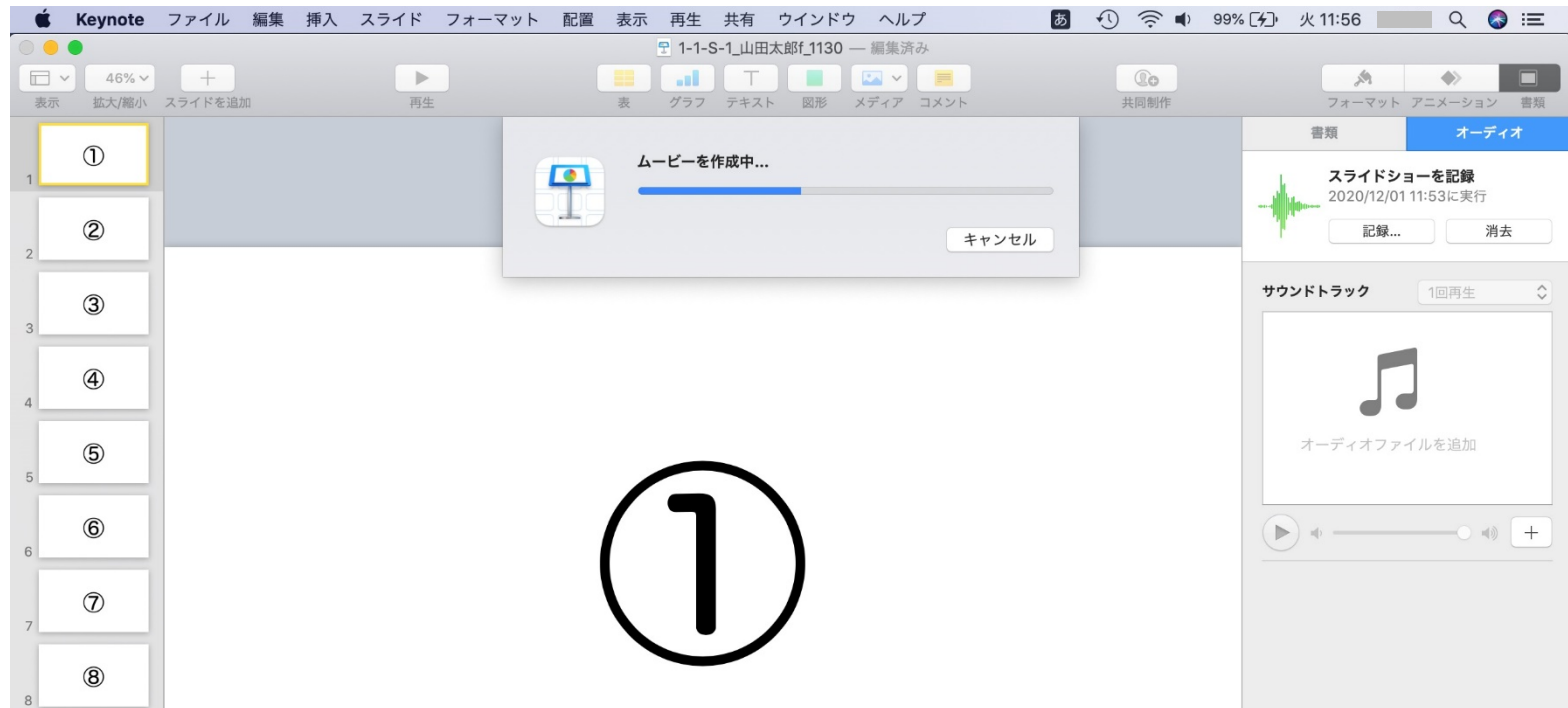 Keynote ファイル 編集 挿入 スライド フォーマット 配置 表示 再生 共有 ウインドウ ヘルプ あ 99% 火 11:56
1-1-S-1_山田太郎f_1130 — 編集済み
46%
表示 拡大/縮小 スライドを追加 再生 表 グラフ テキスト 図形 メディア コメント 共同制作 フォーマット アニメーション 書類
書類 オーディオ
ムービーを作成中...
キャンセル
スライドショーを記録
2020/12/01 11:53に実行
記録... 消去
サウンドトラック 1回再生
オーディオファイルを追加
① 
1
②
2
③
3
④
4
⑤
5
⑥
6
⑦
7
⑧
8
①